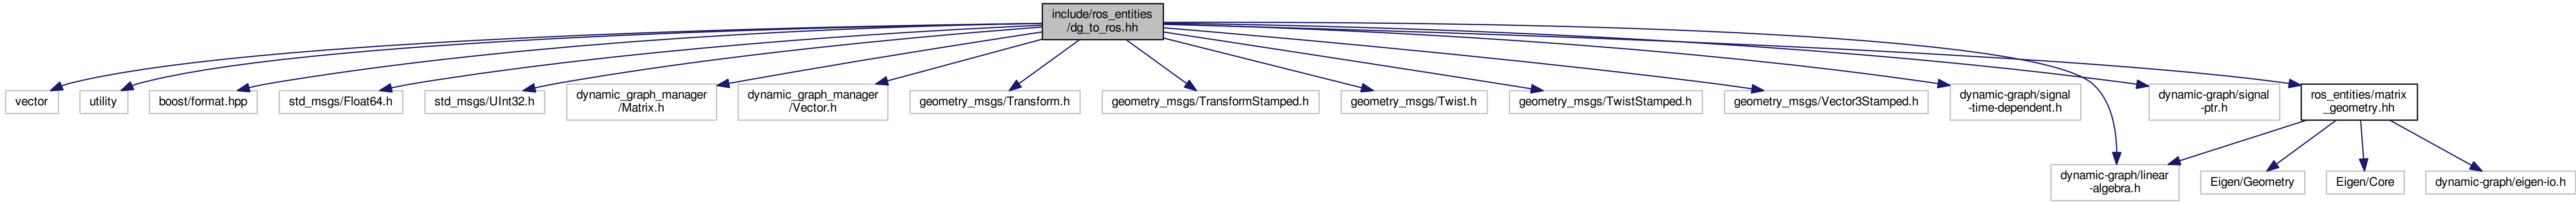 include/ros_entities
/dg_to_ros.hh
vector
utility
boost/format.hpp
std_msgs/Float64.h
std_msgs/UInt32.h
dynamic_graph_manager
/Matrix.h
dynamic_graph_manager
/Vector.h
geometry_msgs/Transform.h
geometry_msgs/TransformStamped.h
geometry_msgs/Twist.h
geometry_msgs/TwistStamped.h
geometry_msgs/Vector3Stamped.h
dynamic-graph/signal
-time-dependent.h
dynamic-graph/signal
-ptr.h
ros_entities/matrix
_geometry.hh
dynamic-graph/linear
-algebra.h
Eigen/Geometry
Eigen/Core
dynamic-graph/eigen-io.h